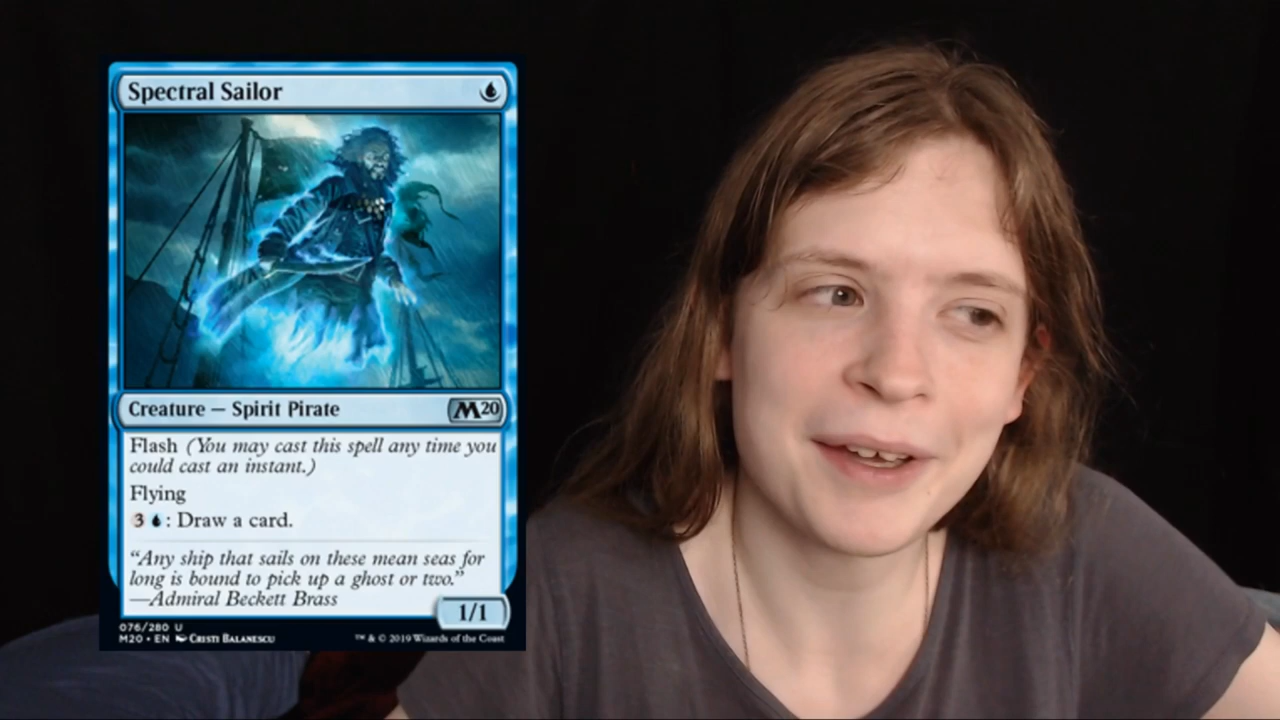 Spectral Sailor
Creature — Spirit Pirate
M20
Flash (You may cast this spell any time you
could cast an instant.)
Flying
3 : Draw a card.
“Any ship that sails on these mean seas for
long is bound to pick up a ghost or two.”
—Admiral Beckett Brass
1/1
076/280 U
M20 • EN Cristi Balanescu
™ & © 2019 Wizards of the Coast